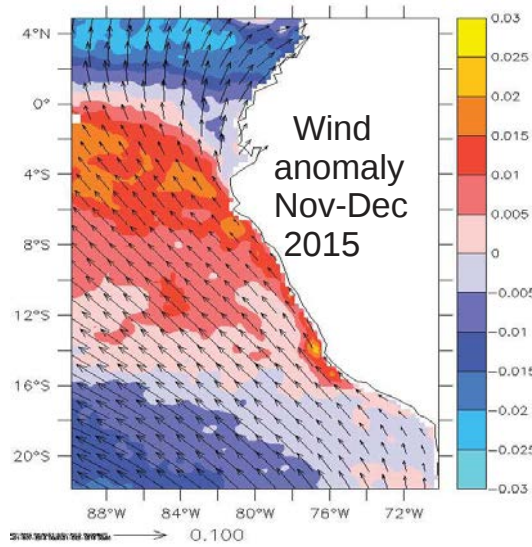 Wind
anomaly
Nov-Dec
2015
4°N
0°
4°S
8°S
12°S
16°S
20°S
88°W
84°W
80°W
76°W
72°W
0.03
0.025
0.02
0.015
0.01
0.005
0
−0.005
−0.01
−0.015
−0.02
−0.025
−0.03
0.100